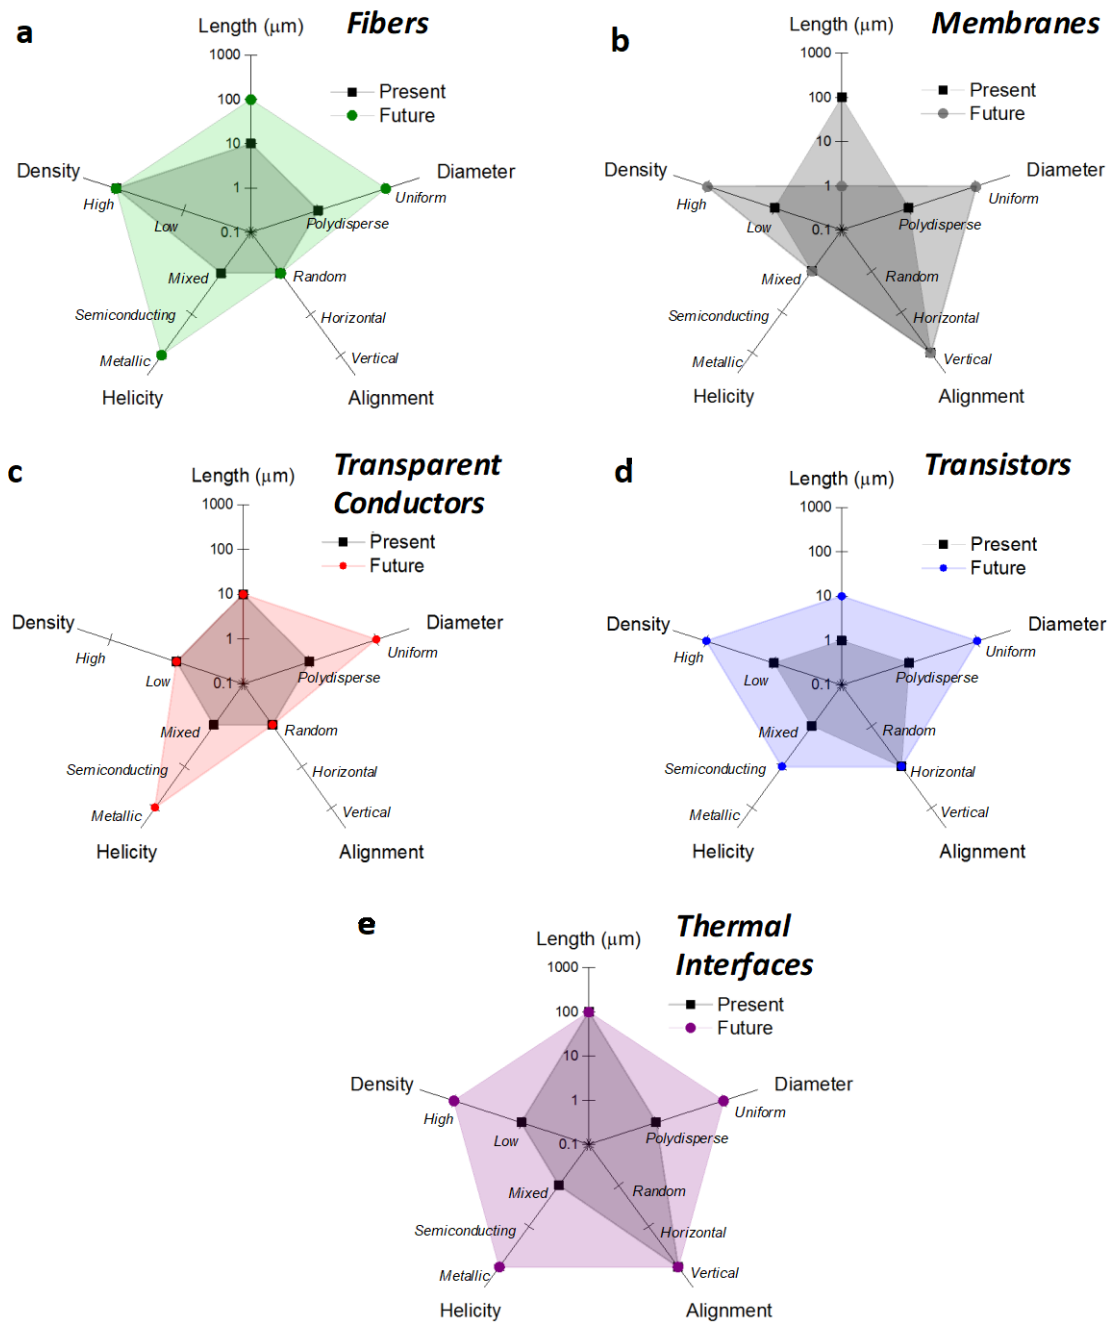 a
Length (μm)
Fibers
1000
100
10
1
0.1
Present
Future
Density
High
Low
Diameter
Uniform
Polydisperse
Mixed
Semiconducting
Metallic
Helicity
Random
Horizontal
Vertical
Alignment
b
Length (μm)
Membranes
1000
100
10
1
0.1
Present
Future
Density
High
Low
Diameter
Uniform
Polydisperse
Mixed
Semiconducting
Metallic
Helicity
Random
Horizontal
Vertical
Alignment
c
Length (μm)
Transparent
Conductors
1000
100
10
1
0.1
Present
Future
Density
High
Low
Diameter
Uniform
Polydisperse
Mixed
Semiconducting
Metallic
Helicity
Random
Horizontal
Vertical
Alignment
d
Length (μm)
Transistors
1000
100
10
1
0.1
Present
Future
Density
High
Low
Diameter
Uniform
Polydisperse
Mixed
Semiconducting
Metallic
Helicity
Random
Horizontal
Vertical
Alignment
e
Length (μm)
Thermal
Interfaces
1000
100
10
1
0.1
Present
Future
Density
High
Low
Diameter
Uniform
Polydisperse
Mixed
Semiconducting
Metallic
Helicity
Random
Horizontal
Vertical
Alignment